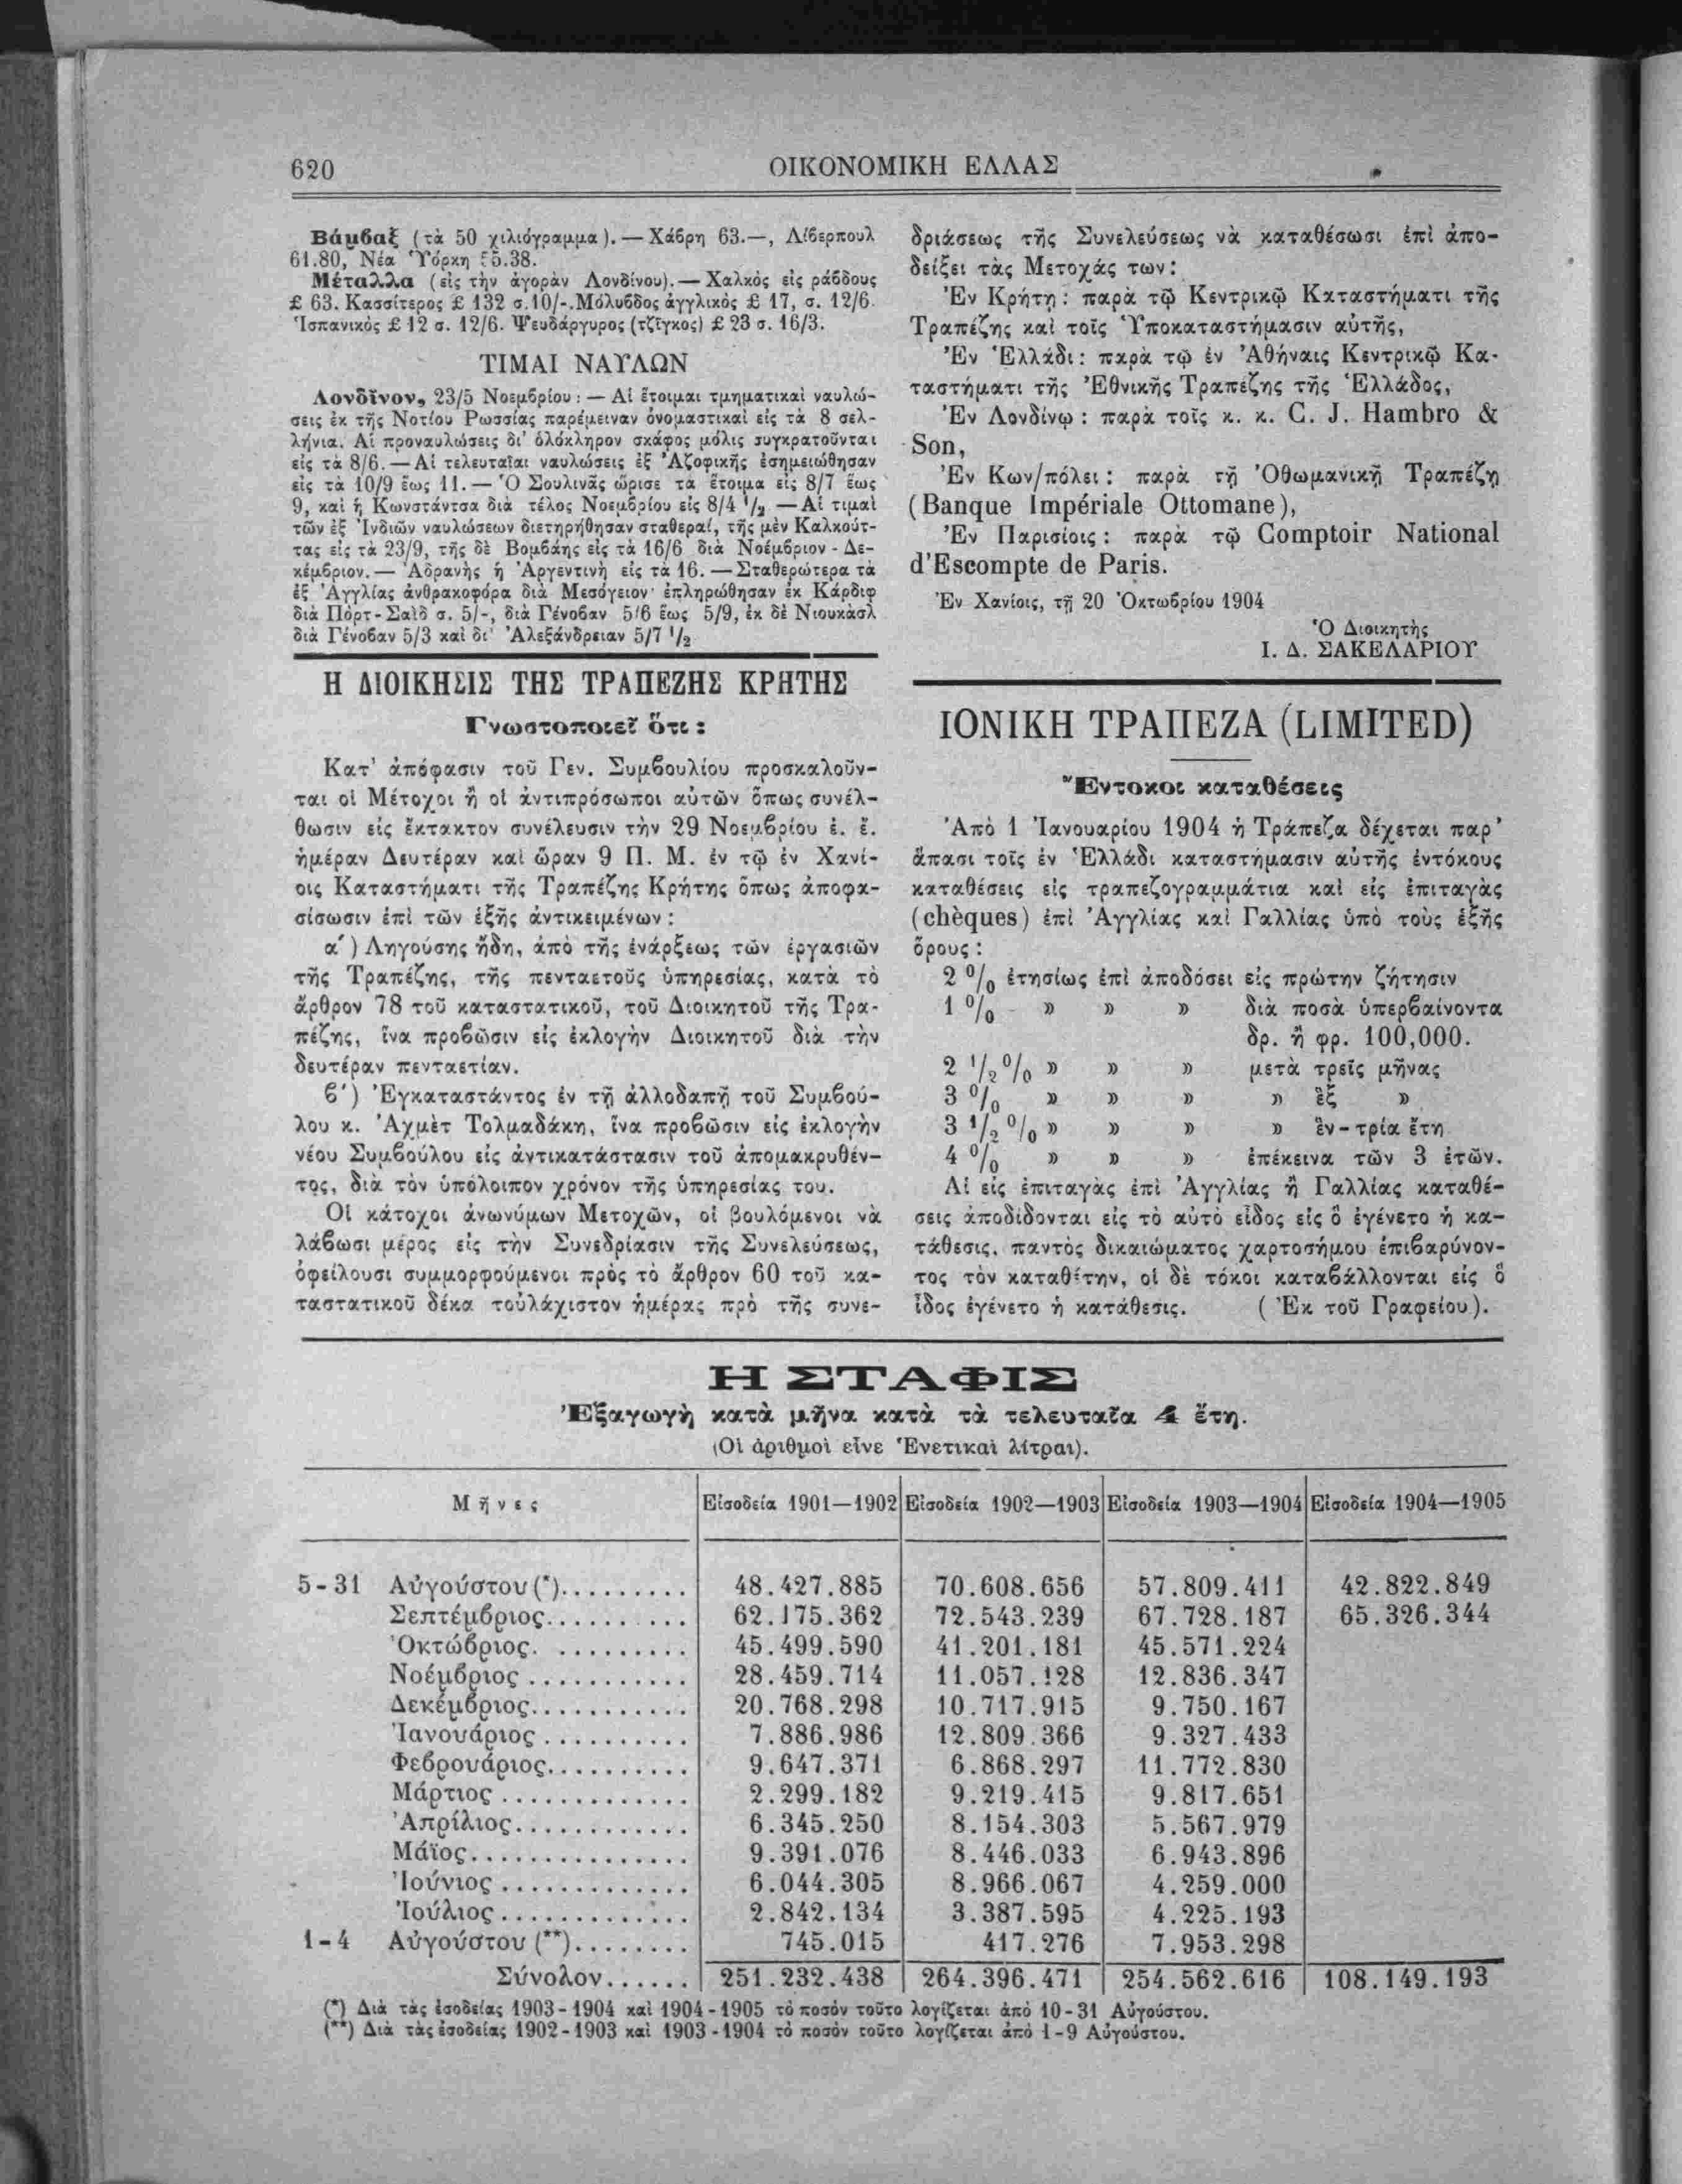 620
ΟΙΚΟΝΟΜΙΚΗ ΕΛΛΑΣ
Βάμβαξ (τὰ 50 χιλιόγραμμα).— Χάβρη 63.—, Λίβερπουλ
61.80, Νέα Ὑόρκη 55.38.
Μέταλλα (εἰς τὴν ἀγορὰν Λονδίνου).— Χαλκὸς εἰς ράβδους
£ 63. Κασσίτερος £ 132 σ.10/-. Μόλυβδος ἀγγλικὸς £ 17, σ. 12/6.
Ἱσπανικὸς £ 12 σ. 12/6. Ψευδάργυρος (τζῖγκος) £ 23 σ. 16/3.
ΤΙΜΑΙ ΝΑΥΛΩΝ
Λονδῖνον, 23/5 Νοεμβρίου : — Αἱ ἕτοιμαι τμηματικαὶ ναυλώ-
σεις ἐκ τῆς Νοτίου Ρωσσίας παρέμειναν ὀνομαστικαὶ εἰς τὰ 8 σελ-
λήνια. Αἱ προναυλώσεις δι' ὁλόκληρον σκάφος μόλις συγκρατοῦνται
εἰς τὰ 8/6. — Αἱ τελευταῖαι ναυλώσεις ἐξ Ἀζοφικῆς ἐσημειώθησαν
εἰς τὰ 10/9 ἕως 11.— Ὁ Σουλινᾶς ὥρισε τὰ ἕτοιμα εἰς 8/7 ἕως
9, καὶ ἡ Κωνστάντσα διὰ τέλος Νοεμβρίου εἰς 8/4 1/2 — Αἱ τιμαὶ
τῶν ἐξ Ἰνδιῶν ναυλώσεων διετηρήθησαν σταθεραί, τῆς μὲν Καλκούτ-
τας εἰς τὰ 23/9, τῆς δὲ Βομβάης εἰς τὰ 16/6 διὰ Νοέμβριον - Δε-
κέμβριον.— Ἀδρανὴς ἡ Ἀργεντινὴ εἰς τὰ 16. — Σταθερώτερα τὰ
ἐξ Ἀγγλίας ἀνθρακοφόρα διὰ Μεσόγειον· ἐπληρώθησαν ἐκ Κάρδιφ
διὰ Πὸρτ-Σαῒδ σ. 5/-, διὰ Γένοβαν 5/6 ἕως 5/9, ἐκ δὲ Νιουκάσλ
διὰ Γένοβαν 5/3 καὶ δι' Ἀλεξάνδρειαν 5/7 1/2
Η ΔΙΟΙΚΗΣΙΣ ΤΗΣ ΤΡΑΠΕΖΗΣ ΚΡΗΤΗΣ
Γνωστοποιεῖ ὅτι :
Κατ' ἀπόφασιν τοῦ Γεν. Συμβουλίου προσκαλοῦν-
ται οἱ Μέτοχοι ἢ οἱ ἀντιπρόσωποι αὐτῶν ὅπως συνέλ-
θωσιν εἰς ἔκτακτον συνέλευσιν τὴν 29 Νοεμβρίου ἐ. ἔ.
ἡμέραν Δευτέραν καὶ ὥραν 9 Π. Μ. ἐν τῷ ἐν Χανί-
οις Καταστήματι τῆς Τραπέζης Κρήτης ὅπως ἀποφα-
σίσωσιν ἐπὶ τῶν ἑξῆς ἀντικειμένων :
α΄) Ληγούσης ἤδη, ἀπὸ τῆς ἐνάρξεως τῶν ἐργασιῶν
τῆς Τραπέζης, τῆς πενταετοῦς ὑπηρεσίας, κατὰ τὸ
ἄρθρον 78 τοῦ καταστατικοῦ, τοῦ Διοικητοῦ τῆς Τρα-
πέζης, ἵνα προβῶσιν εἰς ἐκλογὴν Διοικητοῦ διὰ τὴν
δευτέραν πενταετίαν.
β΄) Ἐγκαταστάντος ἐν τῇ ἀλλοδαπῇ τοῦ Συμβού-
λου κ. Ἀχμὲτ Τολμαδάκη, ἵνα προβῶσιν εἰς ἐκλογὴν
νέου Συμβούλου εἰς ἀντικατάστασιν τοῦ ἀπομακρυθέν-
τος, διὰ τὸν ὑπόλοιπον χρόνον τῆς ὑπηρεσίας του.
Οἱ κάτοχοι ἀνωνύμων Μετοχῶν, οἱ βουλόμενοι νὰ
λάβωσι μέρος εἰς τὴν Συνεδρίασιν τῆς Συνελεύσεως,
ὀφείλουσι συμμορφούμενοι πρὸς τὸ ἄρθρον 60 τοῦ κα-
ταστατικοῦ δέκα τοὐλάχιστον ἡμέρας πρὸ τῆς συνε-
δριάσεως τῆς Συνελεύσεως νὰ καταθέσωσι ἐπὶ ἀπο-
δείξει τὰς Μετοχάς των :
Ἐν Κρήτῃ : παρὰ τῷ Κεντρικῷ Καταστήματι τῆς
Τραπέζης καὶ τοῖς Ὑποκαταστήμασιν αὐτῆς,
Ἐν Ἑλλάδι : παρὰ τῷ ἐν Ἀθήναις Κεντρικῷ Κα-
ταστήματι τῆς Ἐθνικῆς Τραπέζης τῆς Ἑλλάδος,
Ἐν Λονδίνῳ : παρὰ τοῖς κ. κ. C. J. Hambro &
Son,
Ἐν Κων/πόλει : παρὰ τῇ Ὀθωμανικῇ Τραπέζῃ
(Banque Impériale Ottomane),
Ἐν Παρισίοις : παρὰ τῷ Comptoir National
d'Escompte de Paris.
Ἐν Χανίοις, τῇ 20 Ὀκτωβρίου 1904
Ὁ Διοικητὴς
Ι. Δ. ΣΑΚΕΛΑΡΙΟΥ
ΙΟΝΙΚΗ ΤΡΑΠΕΖΑ (LIMITED)
Ἔντοκοι καταθέσεις
Ἀπὸ 1 Ἰανουαρίου 1904 ἡ Τράπεζα δέχεται παρ'
ἅπασι τοῖς ἐν Ἑλλάδι καταστήμασιν αὐτῆς ἐντόκους
καταθέσεις εἰς τραπεζογραμμάτια καὶ εἰς ἐπιταγὰς
(chèques) ἐπὶ Ἀγγλίας καὶ Γαλλίας ὑπὸ τοὺς ἑξῆς
ὅρους :
2 0/0 ἐτησίως ἐπὶ ἀποδόσει εἰς πρώτην ζήτησιν
1 0/0 » » » διὰ ποσὰ ὑπερβαίνοντα
δρ. ἢ φρ. 100,000.
2 1/2 0/0 » » » μετὰ τρεῖς μῆνας
3 0/0 » » » » ἓξ »
3 1/2 0/0 » » » » ἓν-τρία ἔτη
4 0/0 » » » ἐπέκεινα τῶν 3 ἐτῶν.
Αἱ εἰς ἐπιταγὰς ἐπὶ Ἀγγλίας ἢ Γαλλίας καταθέ-
σεις ἀποδίδονται εἰς τὸ αὐτὸ εἶδος εἰς ὃ ἐγένετο ἡ κα-
τάθεσις, παντὸς δικαιώματος χαρτοσήμου ἐπιβαρύνον-
τος τὸν καταθέτην, οἱ δὲ τόκοι καταβάλλονται εἰς ὃ
ἶδος ἐγένετο ἡ κατάθεσις. (Ἐκ τοῦ Γραφείου).
Η ΣΤΑΦΙΣ
Ἐξαγωγὴ κατὰ μῆνα κατὰ τὰ τελευταῖα 4 ἔτη.
(Οἱ ἀριθμοὶ εἶνε Ἐνετικαὶ λίτραι).
Μῆνες Εἰσοδεία 1901—1902 Εἰσοδεία 1902—1903 Εἰσοδεία 1903—1904 Εἰσοδεία 1904—1905
5-31 Αὐγούστου (*)......... 48.427.885 70.608.656 57.809.411 42.822.849
Σεπτέμβριος.......... 62.175.362 72.543.239 67.728.187 65.326.344
Ὀκτώβριος.......... 45.499.590 41.201.181 45.571.224
Νοέμβριος........... 28.459.714 11.057.128 12.836.347
Δεκέμβριος........... 20.768.298 10.717.915 9.750.167
Ἰανουάριος.......... 7.886.986 12.809.366 9.327.433
Φεβρουάριος.......... 9.647.371 6.868.297 11.772.830
Μάρτιος............. 2.299.182 9.219.415 9.817.651
Ἀπρίλιος............ 6.345.250 8.154.303 5.567.979
Μάϊος............... 9.391.076 8.446.033 6.943.896
Ἰούνιος............. 6.044.305 8.966.067 4.259.000
Ἰούλιος............. 2.842.134 3.387.595 4.225.193
1-4 Αὐγούστου (**)........ 745.015 417.276 7.953.298
Σύνολον...... 251.232.438 264.396.471 254.562.616 108.149.193
(*) Διὰ τὰς ἐσοδείας 1903-1904 καὶ 1904-1905 τὸ ποσόν τοῦτο λογίζεται ἀπό 10-31 Αὐγούστου.
(**) Διὰ τὰς ἐσοδείας 1902-1903 καὶ 1903-1904 τὸ ποσὸν τοῦτο λογίζεται ἀπό 1-9 Αὐγούστου.